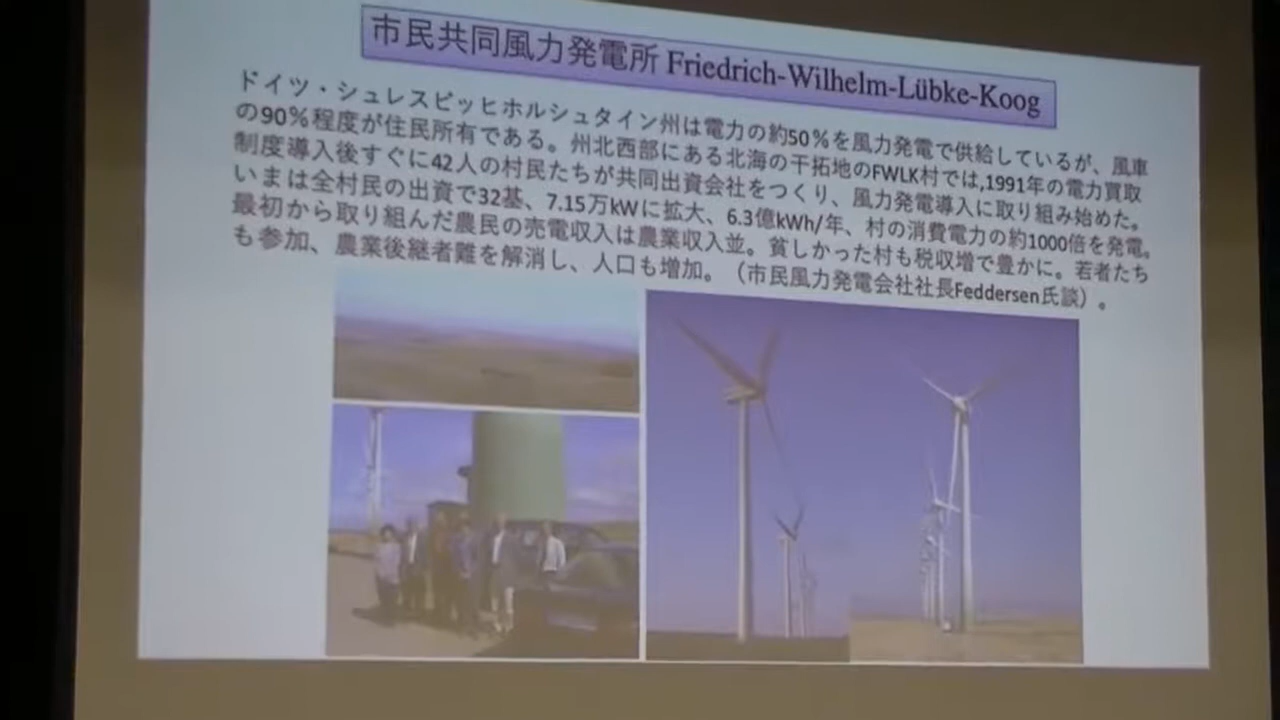 市民共同風力発電所 Friedrich-Wilhelm-Lübke-Koog
ドイツ・シュレスビッヒホルシュタイン州は電力の約50％を風力発電で供給しているが、風車
の90％程度が住民所有である。州北西部にある北海の干拓地のFWLK村では,1991年の電力買取
制度導入後すぐに42人の村民たちが共同出資会社をつくり、風力発電導入に取り組み始めた。
いまは全村民の出資で32基、7.15万kWに拡大、6.3億kWh/年、村の消費電力の約1000倍を発電。
最初から取り組んだ農民の売電収入は農業収入並。貧しかった村も税収増で豊かに。若者たち
も参加、農業後継者難を解消し、人口も増加。（市民風力発電会社社長Feddersen氏談）。